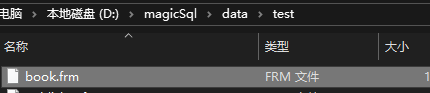 电脑 > 本地磁盘 (D:) > magicSql > data > test
名称 类型 大小
book.frm FRM 文件 1